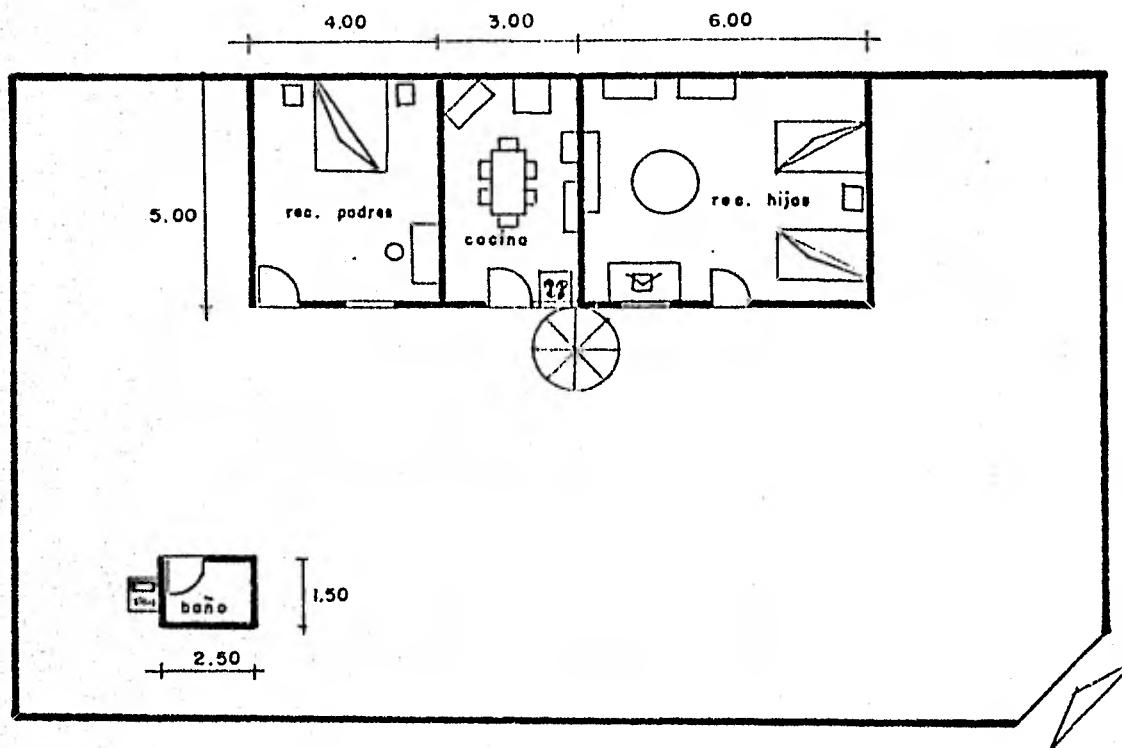 4.00 3.00 6.00
5.00
rec. padres
cocina
rec. hijos
baño
1.50
2.50